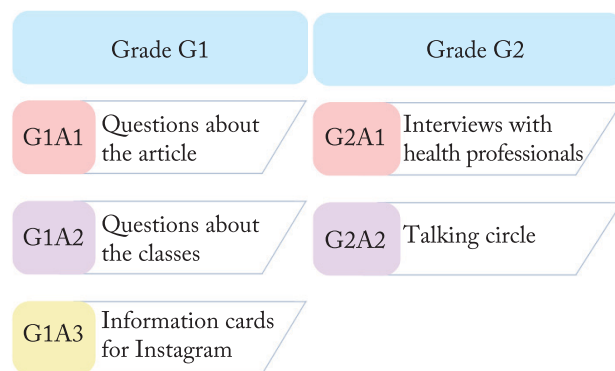 Grade G1
G1A1
Questions about
the article
G1A2
Questions about
the classes
G1A3
Information cards
for Instagram
Grade G2
G2A1
Interviews with
health professionals
G2A2
Talking circle